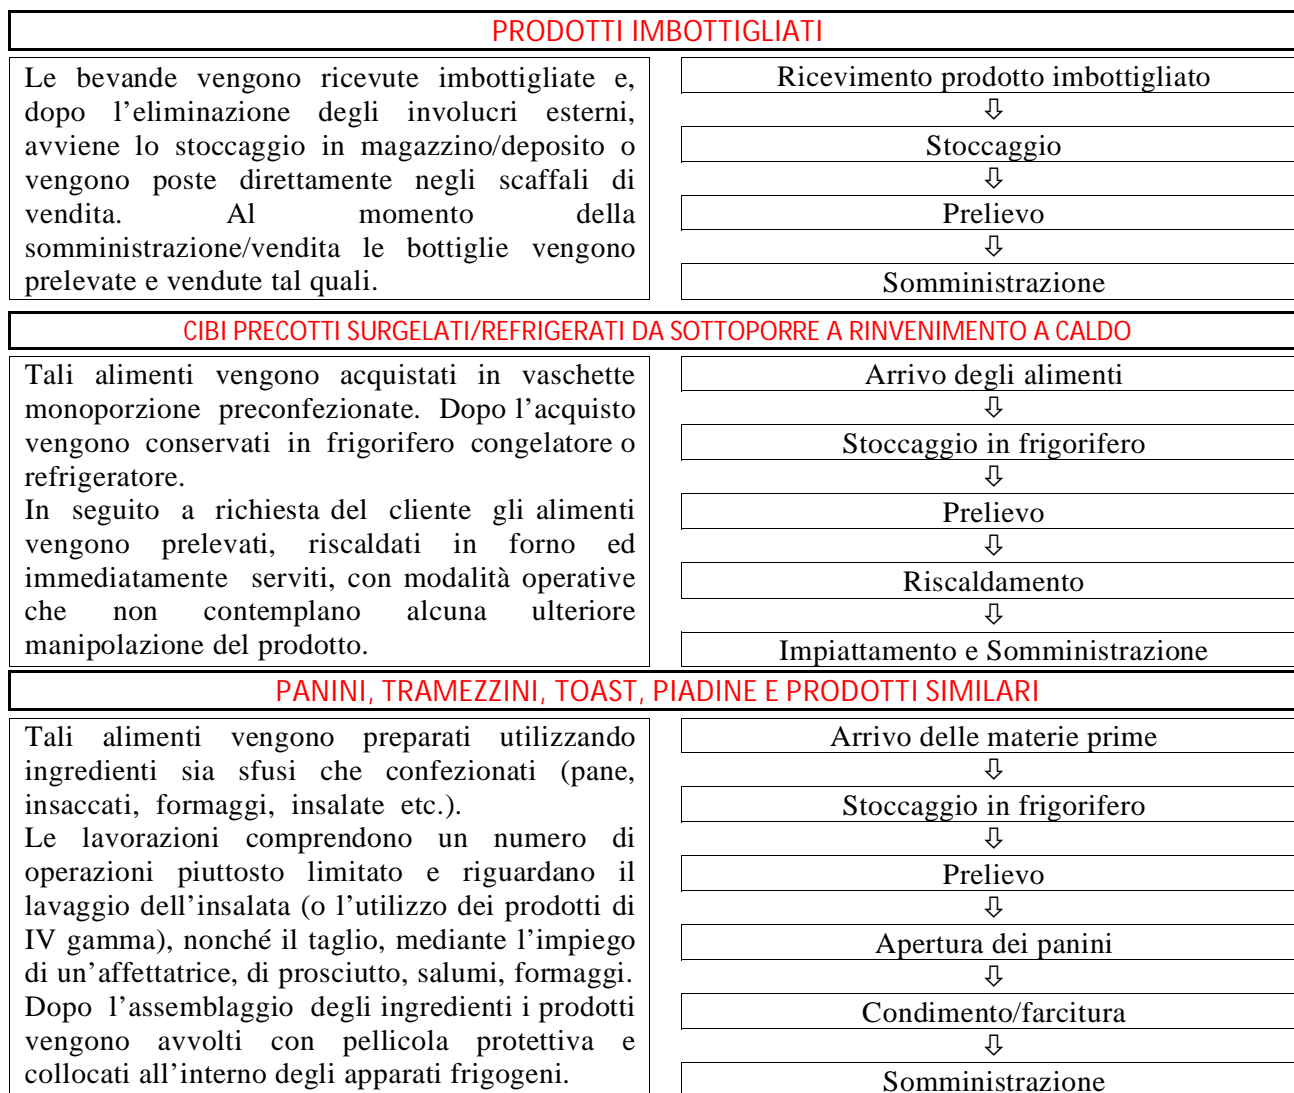 PRODOTTI IMBOTTIGLIATI
Le bevande vengono ricevute imbottigliate e,
dopo l’eliminazione degli involucri esterni,
avviene lo stoccaggio in magazzino/deposito o
vengono poste direttamente negli scaffali di
vendita. Al momento della
somministrazione/vendita le bottiglie vengono
prelevate e vendute tal quali.
Ricevimento prodotto imbottigliato
⇩
Stoccaggio
⇩
Prelievo
⇩
Somministrazione
CIBI PRECOTTI SURGELATI/REFRIGERATI DA SOTTOPORRE A RINVENIMENTO A CALDO
Tali alimenti vengono acquistati in vaschette
monoporzione preconfezionate. Dopo l’acquisto
vengono conservati in frigorifero congelatore o
refrigeratore.
In seguito a richiesta del cliente gli alimenti
vengono prelevati, riscaldati in forno ed
immediatamente serviti, con modalità operative
che non contemplano alcuna ulteriore
manipolazione del prodotto.
Arrivo degli alimenti
⇩
Stoccaggio in frigorifero
⇩
Prelievo
⇩
Riscaldamento
⇩
Impiattamento e Somministrazione
PANINI, TRAMEZZINI, TOAST, PIADINE E PRODOTTI SIMILARI
Tali alimenti vengono preparati utilizzando
ingredienti sia sfusi che confezionati (pane,
insaccati, formaggi, insalate etc.).
Le lavorazioni comprendono un numero di
operazioni piuttosto limitato e riguardano il
lavaggio dell’insalata (o l’utilizzo dei prodotti di
IV gamma), nonché il taglio, mediante l’impiego
di un’affettatrice, di prosciutto, salumi, formaggi.
Dopo l’assemblaggio degli ingredienti i prodotti
vengono avvolti con pellicola protettiva e
collocati all’interno degli apparati frigogeni.
Arrivo delle materie prime
⇩
Stoccaggio in frigorifero
⇩
Prelievo
⇩
Apertura dei panini
⇩
Condimento/farcitura
⇩
Somministrazione